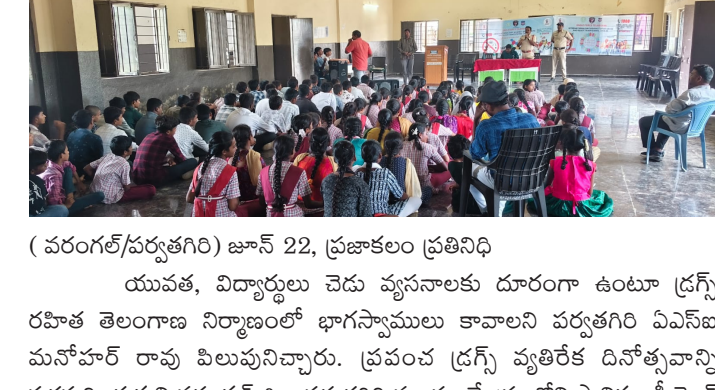 ( వరంగల్/పర్వతగిరి) జూన్ 22, ప్రజాకలం ప్రతినిధి
యువత, విద్యార్థులు చెడు వ్యసనాలకు దూరంగా ఉంటూ డ్రగ్స్
రహిత తెలంగాణ నిర్మాణంలో భాగస్వాములు కావాలని పర్వతగిరి ఏఎస్ఐ
మనోహర్ రావు పిలుపునిచ్చారు. ప్రపంచ డ్రగ్స్ వ్యతిరేక దినోత్సవాన్ని